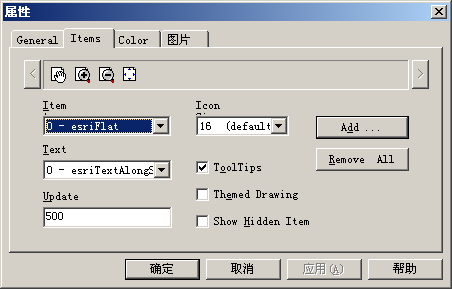 属性
General Items Color 图片
Item Icon
0 - esriFlat 16 (default
Add ...
Text
Remove All
0 - esriTextAlongS ToolTips
Update Themed Drawing
500 Show Hidden Item
确定 取消 应用(A) 帮助